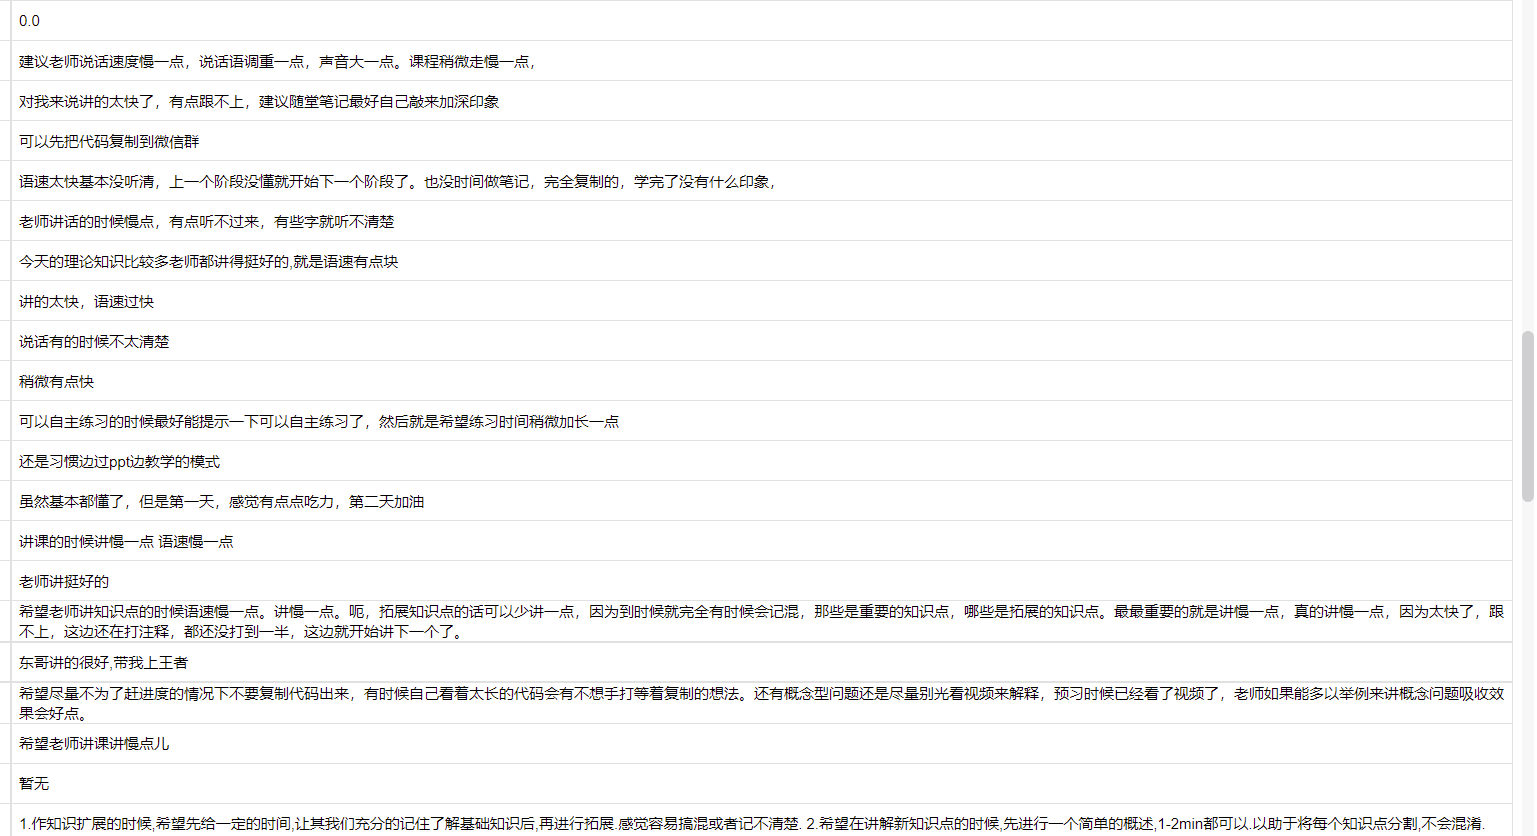 0.0
建议老师说话速度慢一点，说话语调重一点，声音大一点。课程稍微走慢一点，
对我来说讲的太快了，有点跟不上，建议随堂笔记最好自己敲来加深印象
可以先把代码复制到微信群
语速太快基本没听清，上一个阶段没懂就开始下一个阶段了。也没时间做笔记，完全复制的，学完了没有什么印象，
老师讲话的时候慢点，有点听不过来，有些字就听不清楚
今天的理论知识比较多老师都讲得挺好的,就是语速有点块
讲的太快，语速过快
说话有的时候不太清楚
稍微有点快
可以自主练习的时候最好能提示一下可以自主练习了，然后就是希望练习时间稍微加长一点
还是习惯边过ppt边教学的模式
虽然基本都懂了，但是第一天，感觉有点点吃力，第二天加油
讲课的时候讲慢一点 语速慢一点
老师讲挺好的
希望老师讲知识点的时候语速慢一点。讲慢一点。呃，拓展知识点的话可以少讲一点，因为到时候就完全有时候会记混，那些是重要的知识点，哪些是拓展的知识点。最最重要的就是讲慢一点，真的讲慢一点，因为太快了，跟
不上，这边还在打注释，都还没打到一半，这边就开始讲下一个了。
东哥讲的很好,带我上王者
希望尽量不为了赶进度的情况下不要复制代码出来，有时候自己看着太长的代码会有不想手打等着复制的想法。还有概念型问题还是尽量别光看视频来解释，预习时候已经看了视频了，老师如果能多以举例来讲概念问题吸收效
果会好点。
希望老师讲课讲慢点儿
暂无
1.作知识扩展的时候,希望先给一定的时间,让其我们充分的记住了解基础知识后,再进行拓展.感觉容易搞混或者记不清楚. 2.希望在讲解新知识点的时候,先进行一个简单的概述,1-2min都可以.以助于将每个知识点分割,不会混淆.